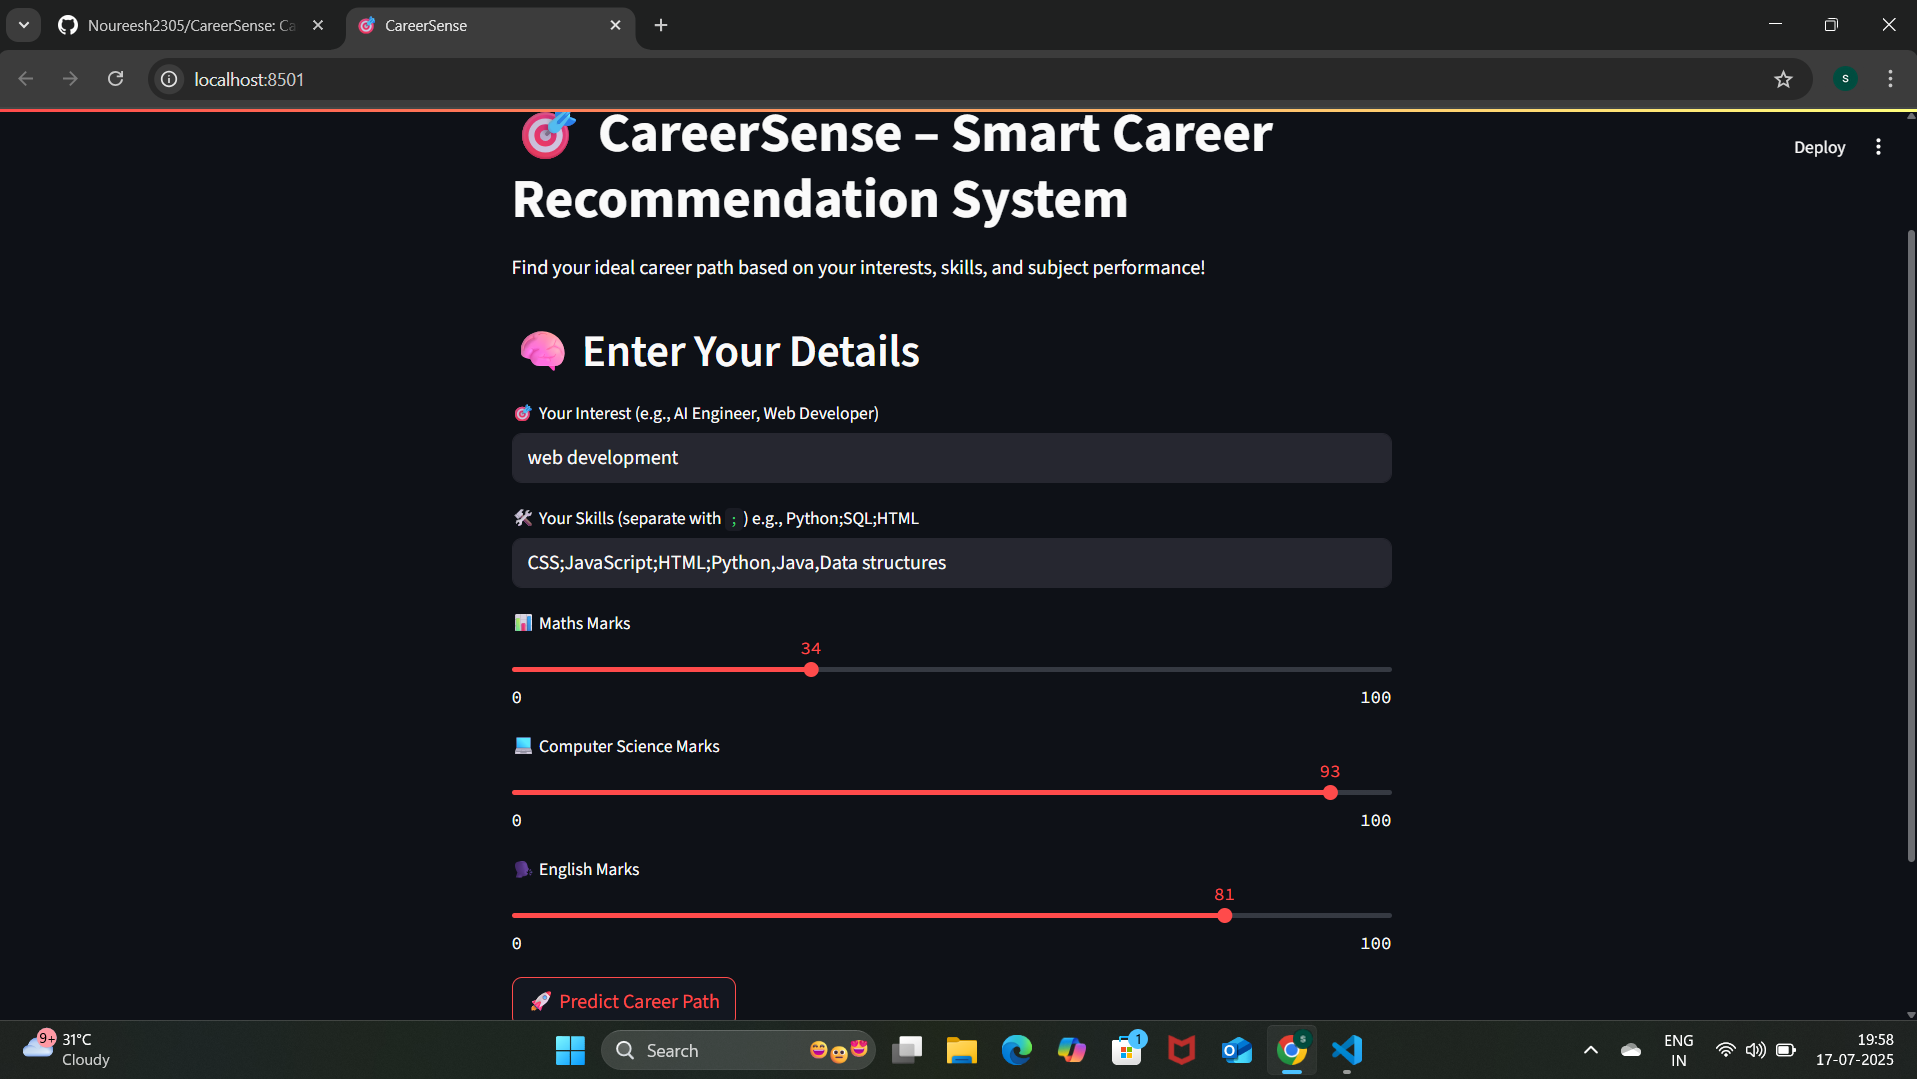 Noureesh2305/CareerSense: Ca
CareerSense
localhost:8501
S
CareerSense – Smart Career
Recommendation System
Deploy
Find your ideal career path based on your interests, skills, and subject performance!
Enter Your Details
Your Interest (e.g., AI Engineer, Web Developer)
web development
Your Skills (separate with ; ) e.g., Python;SQL;HTML
CSS;JavaScript;HTML;Python,Java,Data structures
Maths Marks
34
0 100
Computer Science Marks
93
0 100
English Marks
81
0 100
Predict Career Path
9+
31°C
Cloudy
Search
1
S
ENG
IN
19:58
17-07-2025